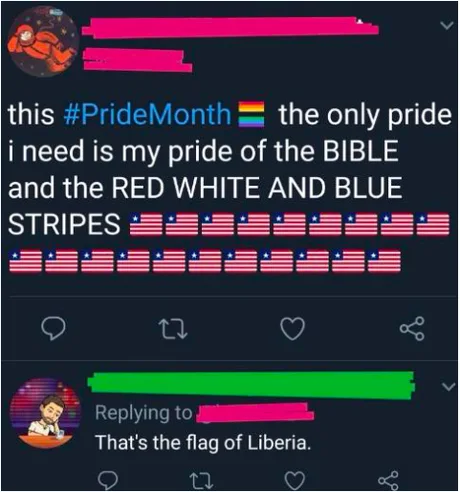 this #PrideMonth the only pride
i need is my pride of the BIBLE
and the RED WHITE AND BLUE
STRIPES 🇱🇷🇱🇷🇱🇷🇱🇷🇱🇷🇱🇷🇱🇷🇱🇷🇱🇷
🇱🇷🇱🇷🇱🇷🇱🇷🇱🇷🇱🇷🇱🇷🇱🇷🇱🇷🇱🇷🇱🇷
Replying to
That's the flag of Liberia.